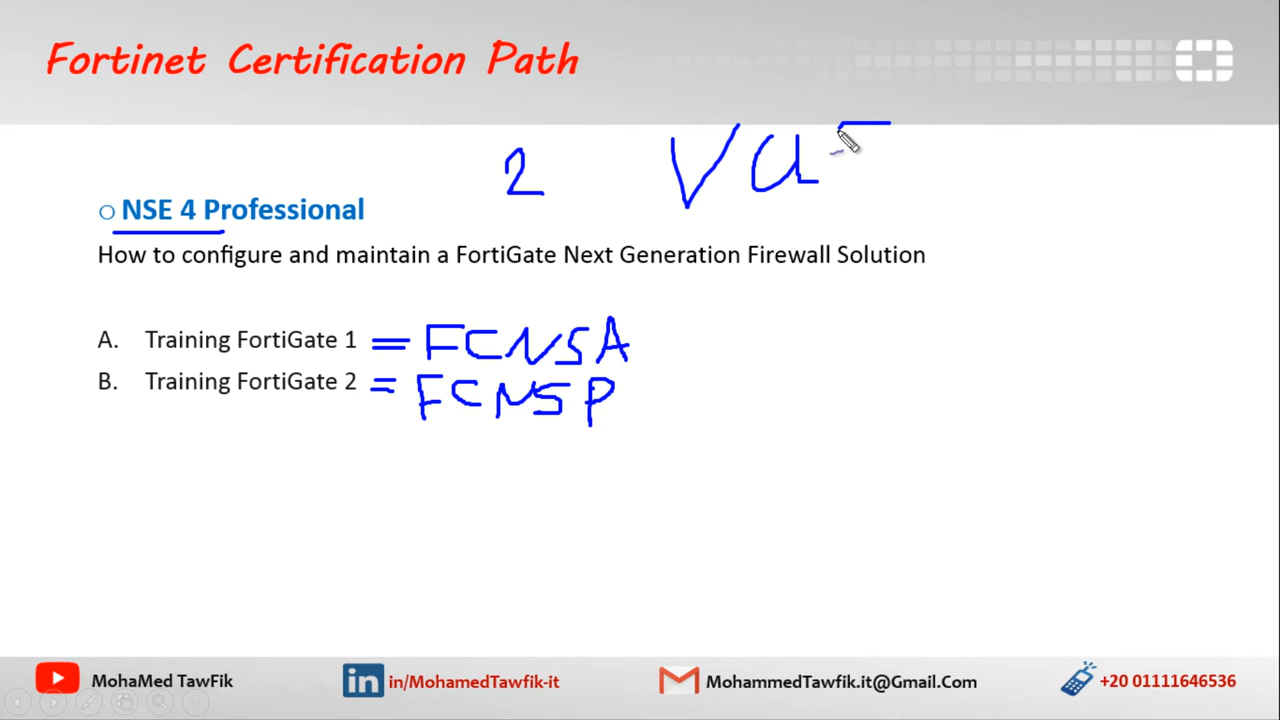 Fortinet Certification Path
2
NSE 4 Professional
How to configure and maintain a FortiGate Next Generation Firewall Solution
A. Training FortiGate 1 = FCNSA
B. Training FortiGate 2 = FCNSP
MohaMed TawFik
in/MohamedTawfik-it
MohammedTawfik.it@Gmail.Com
+20 01111646536